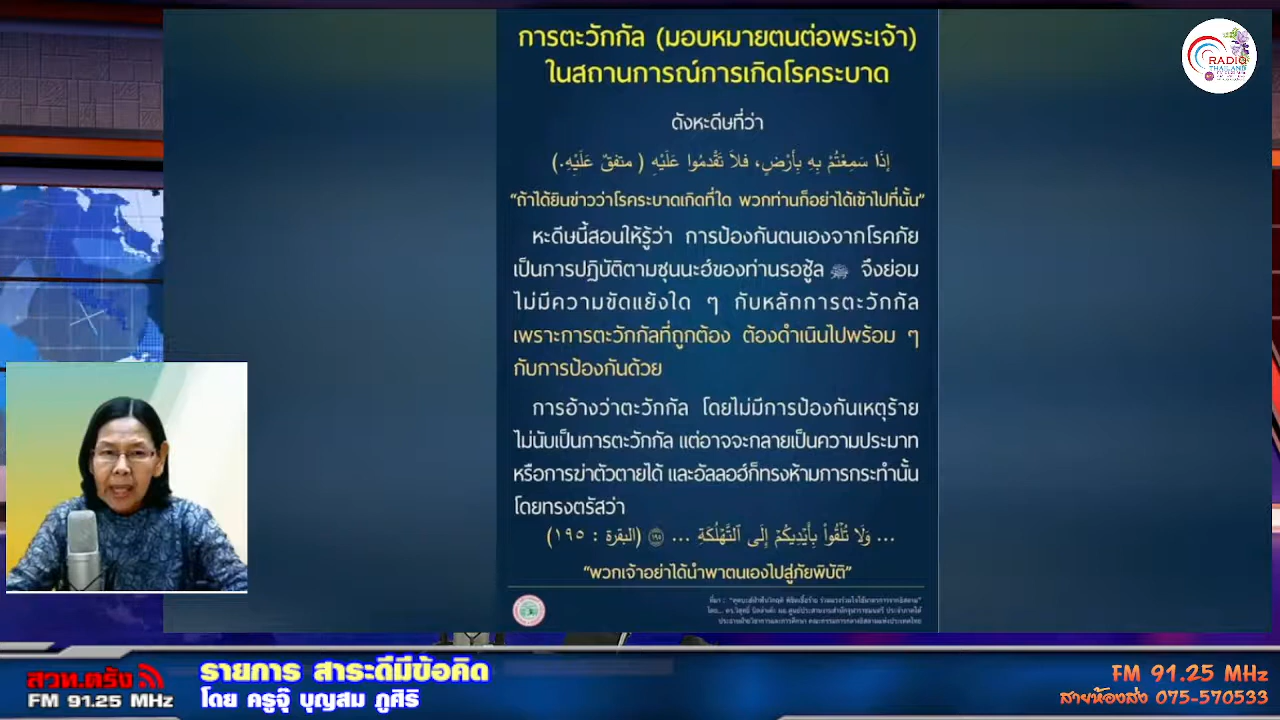 การตะวักกัล (มอบหมายตนต่อพระเจ้า)
ในสถานการณ์การเกิดโรคระบาด
ดังหะดีษที่ว่า
إِذَا سَمِعْتُمْ بِهِ بِأَرْضٍ، فَلاَ تَقْدمُوا عَلَيْهِ ( متفقٌ عَلَيْهِ.)
“ถ้าได้ยินข่าวว่าโรคระบาดเกิดที่ใด พวกท่านก็อย่าได้เข้าไปที่นั้น”
หะดีษนี้สอนให้รู้ว่า การป้องกันตนเองจากโรคภัย
เป็นการปฏิบัติตามซุนนะฮ์ของท่านรอซู้ล ﷺ จึงย่อม
ไม่มีความขัดแย้งใด ๆ กับหลักการตะวักกัล
เพราะการตะวักกัลที่ถูกต้อง ต้องดำเนินไปพร้อม ๆ
กับการป้องกันด้วย
การอ้างว่าตะวักกัล โดยไม่มีการป้องกันเหตุร้าย
ไม่นับเป็นการตะวักกัล แต่อาจจะกลายเป็นความประมาท
หรือการฆ่าตัวตายได้ และอัลลอฮ์ก็ทรงห้ามการกระทำนั้น
โดยทรงตรัสว่า
... وَلَا تُلْقُوا۟ بِأَيْدِيكُمْ إِلَى ٱلتَّهْلُكَةِ ... ۝١٩٥ (البقرة : ١٩٥)
“พวกเจ้าอย่าได้นำพาตนเองไปสู่ภัยพิบัติ”
RADIO
THAILAND
สวท.ตรัง
FM 91.25 MHz
รายการ สาระดีมีข้อคิด
โดย ครูจุ๊ บุญสม ภูศิริ
FM 91.25 MHz
สายห้องส่ง 075-570533